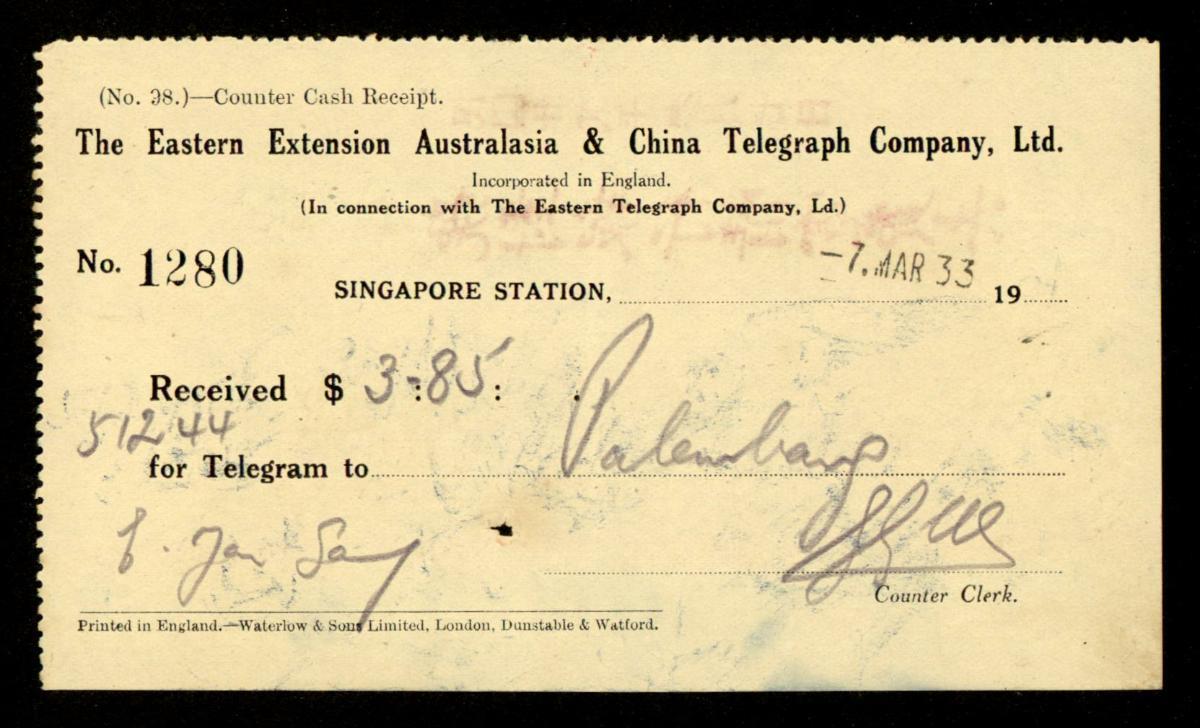 (No. 98.)—Counter Cash Receipt.
The Eastern Extension Australasia & China Telegraph Company, Ltd.
Incorporated in England.
(In connection with The Eastern Telegraph Company, Ld.)
No. 1280
-7.MAR 33
SINGAPORE STATION, 19
Received $ 3:85:
51244
for Telegram to Palembang
Counter Clerk.
Printed in England.—Waterlow & Sons Limited, London, Dunstable & Watford.